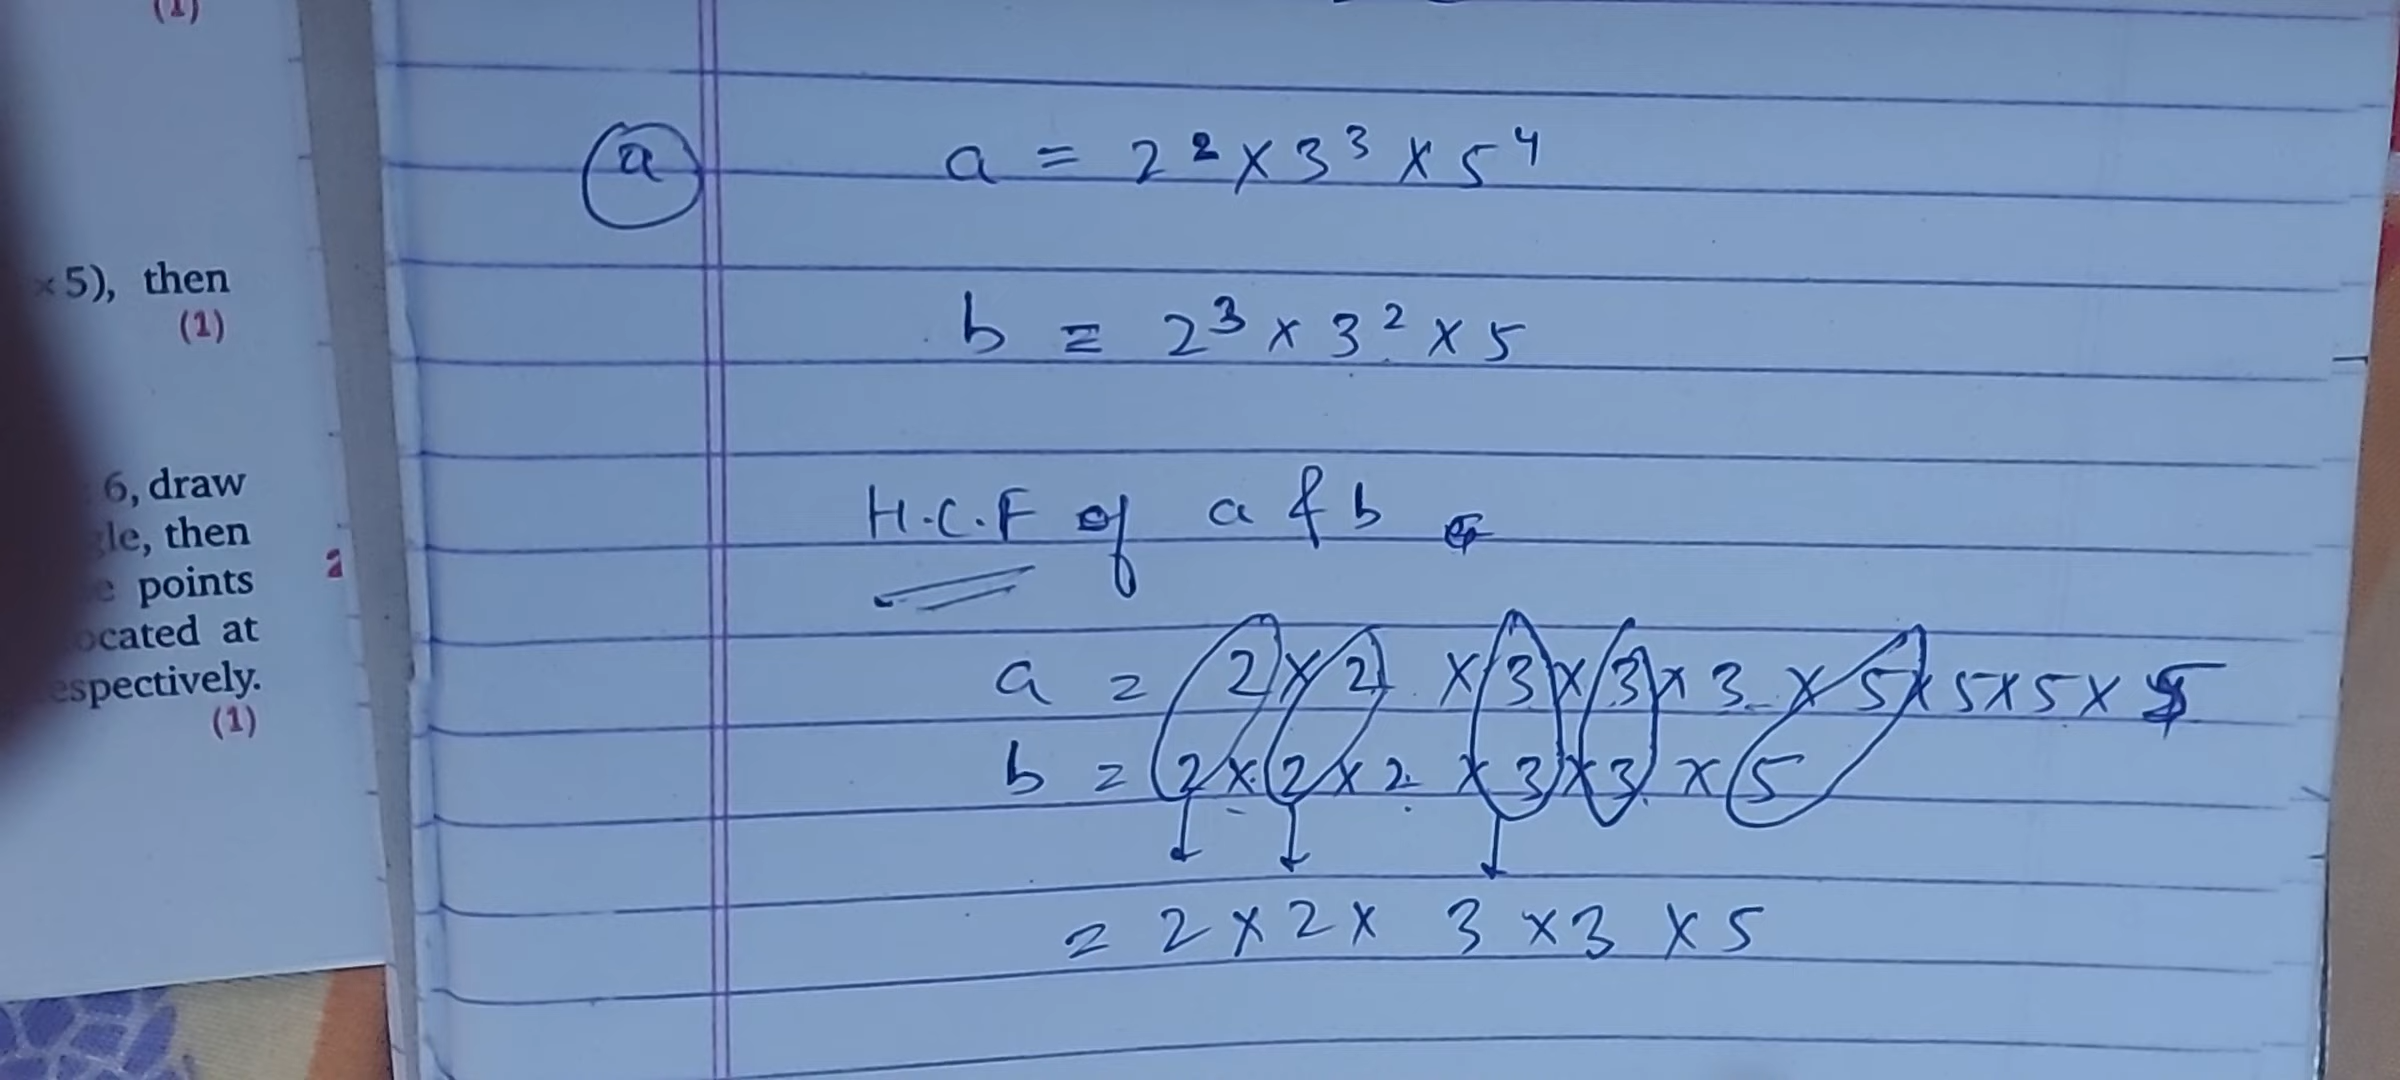 (1)
×5), then
(1)
6, draw
le, then
points
ocated at
espectively.
(1)
a
a = 2² × 3³ × 5⁴
b = 2³ × 3² × 5
H.C.F of a & b
a = 2 × 2 × 3 × 3 × 3 × 5 × 5 × 5 × 5
b = 2 × 2 × 2 × 3 × 3 × 5
= 2 × 2 × 3 × 3 × 5